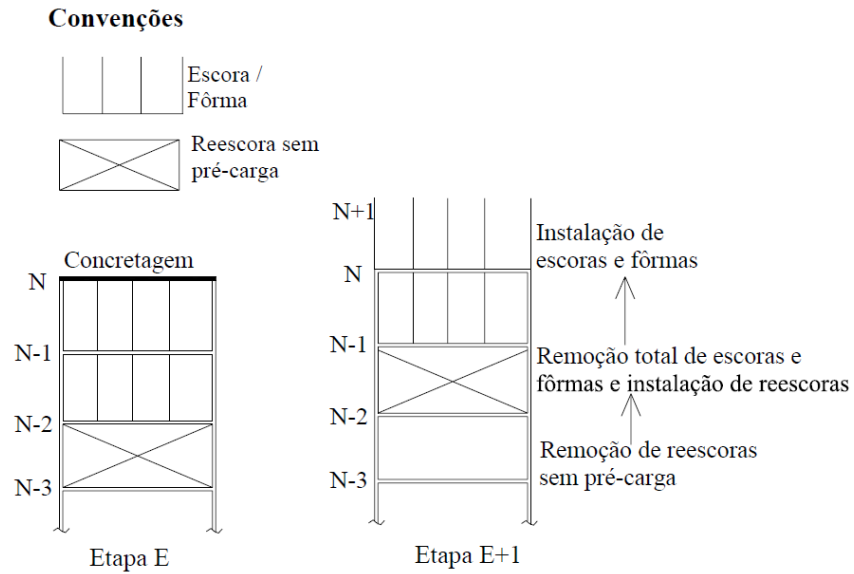 Convenções
Escora /
Fôrma
Reescora sem
pré-carga
Concretagem
N
N-1
N-2
N-3
Etapa E
N+1
N
N-1
N-2
N-3
Instalação de
escoras e fôrmas
Remoção total de escoras e
fôrmas e instalação de reescoras
Remoção de reescoras
sem pré-carga
Etapa E+1